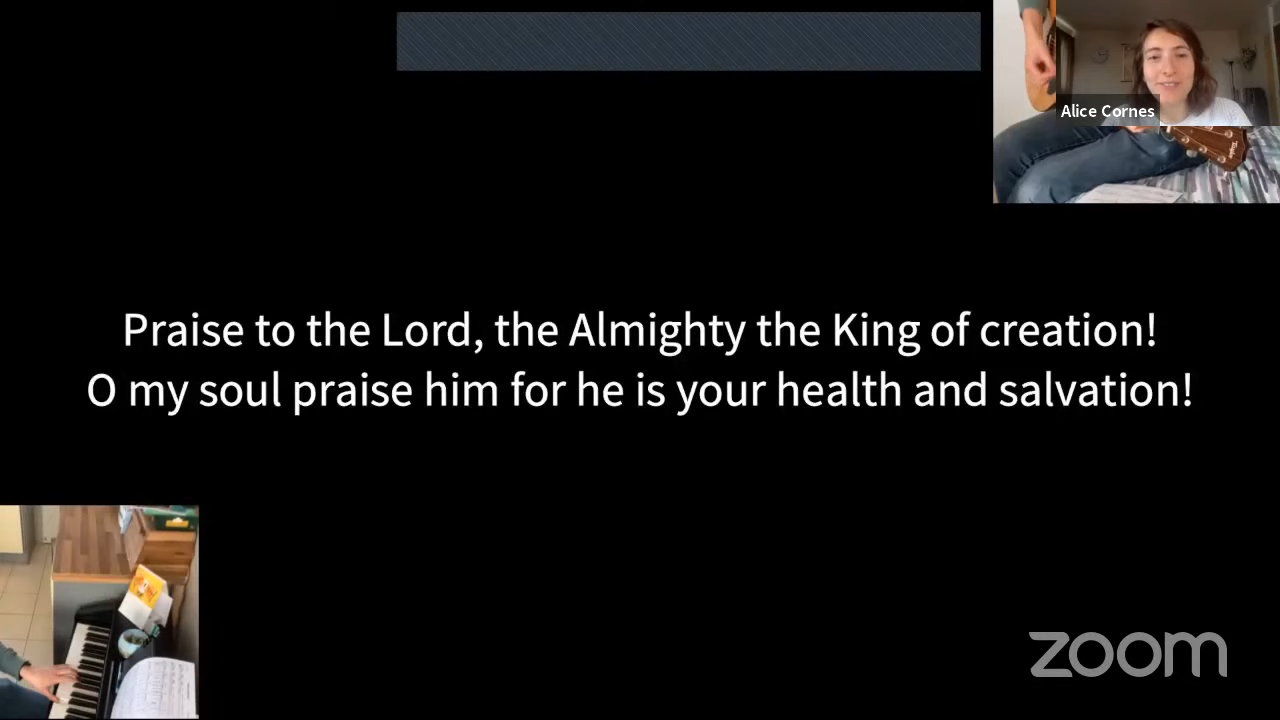 Alice Cornes
Praise to the Lord, the Almighty the King of creation!
O my soul praise him for he is your health and salvation!
zoom